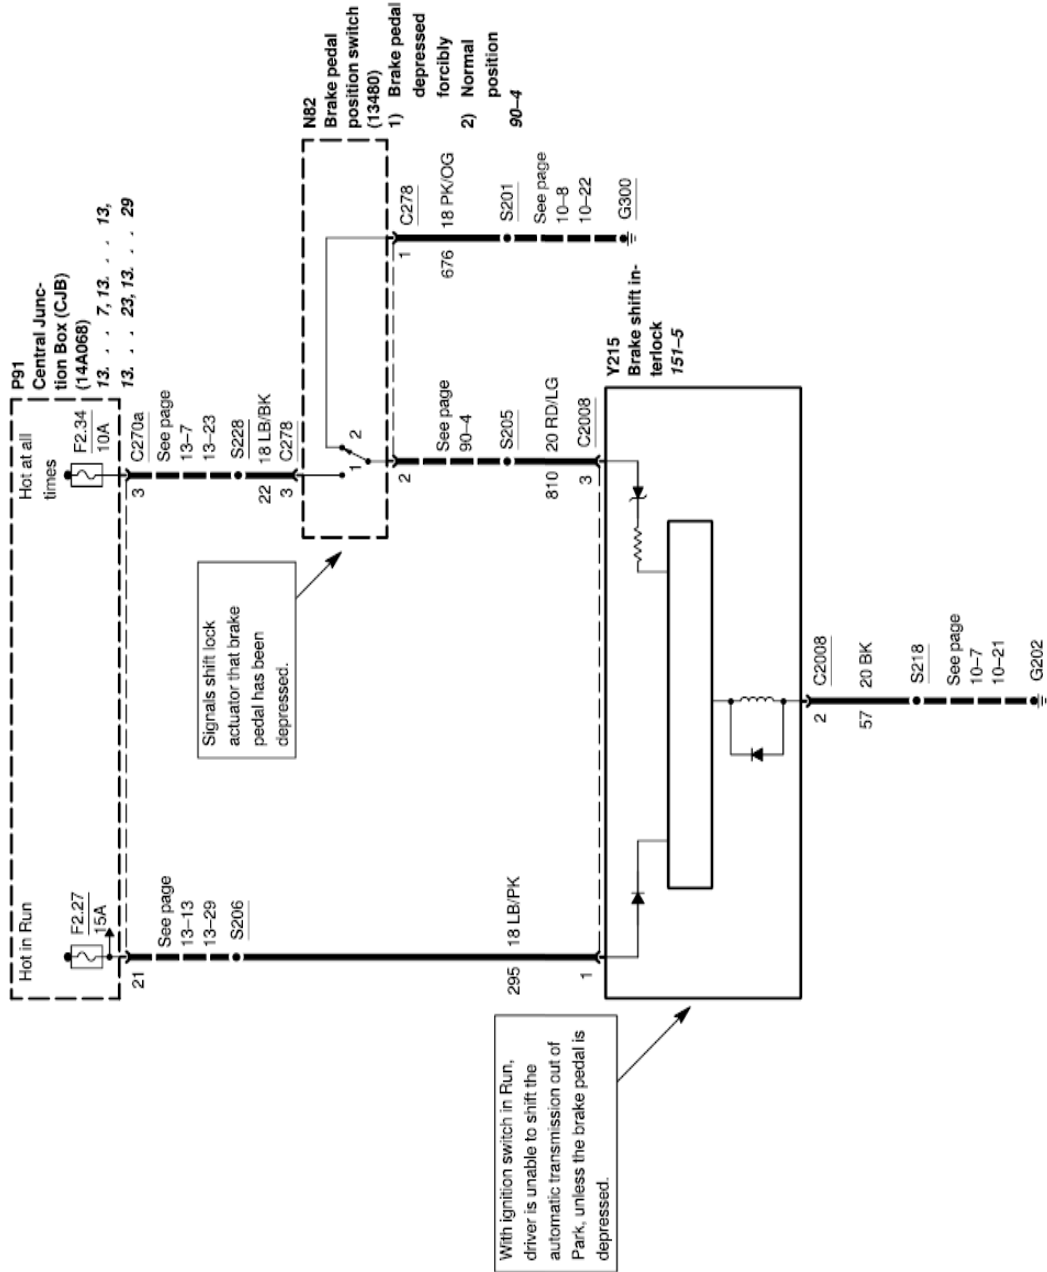 P91
Central Junc-
tion Box (CJB)
(14A068)
13. . . 7, 13. . . 13,
13. . . 23, 13. . . 29
Hot in Run
F2.27
15A
Hot at all
times
F2.34
10A
21
See page
13–13
13–29
S206
295
18 LB/PK
1
3
C270a
See page
13–7
13–23
S228
22
18 LB/BK
3
C278
N82
Brake pedal
position switch
(13480)
1) Brake pedal
depressed
forcibly
2) Normal
position
90–4
1
2
Signals shift lock
actuator that brake
pedal has been
depressed.
2
See page
90–4
S205
810
20 RD/LG
3
C2008
1
C278
676
18 PK/OG
S201
See page
10–8
10–22
G300
Y215
Brake shift in-
terlock
151–5
With ignition switch in Run,
driver is unable to shift the
automatic transmission out of
Park, unless the brake pedal is
depressed.
2
C2008
57
20 BK
S218
See page
10–7
10–21
G202